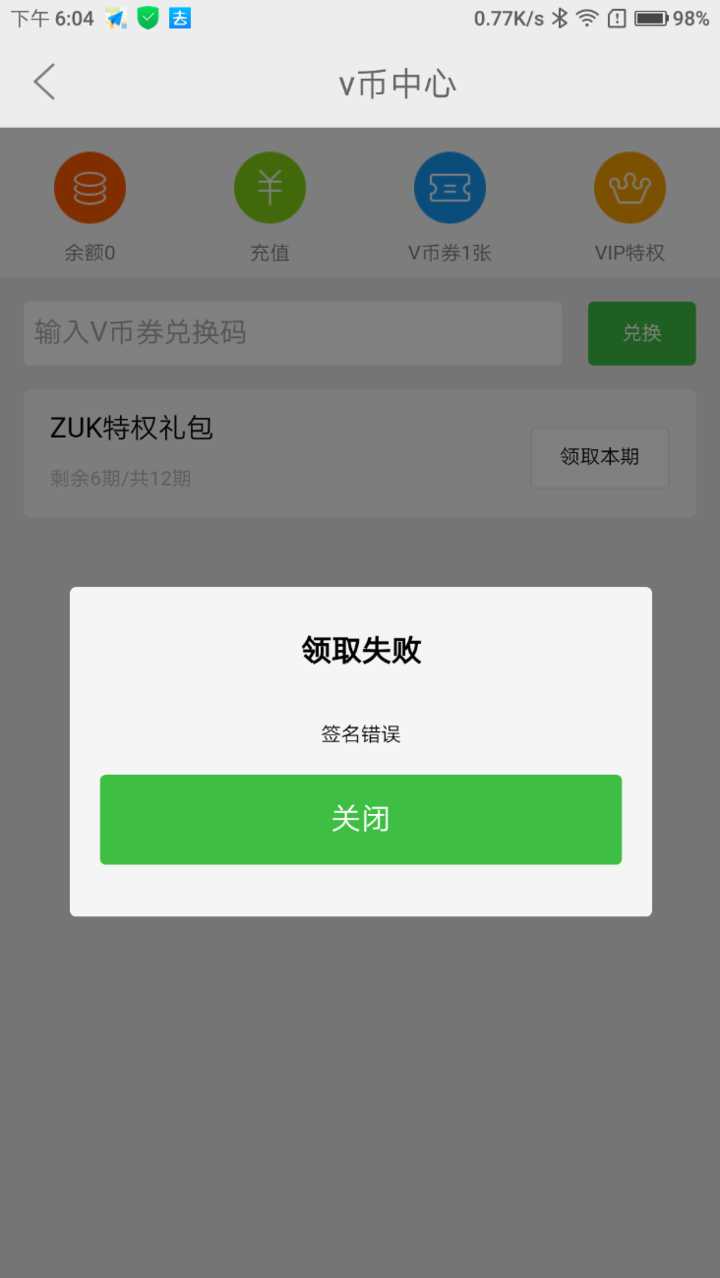 下午 6:04 去 0.77K/s 98%
v币中心
余额0 充值 V币券1张 VIP特权
输入V币券兑换码 兑换
ZUK特权礼包
领取本期
剩余6期/共12期
领取失败
签名错误
关闭